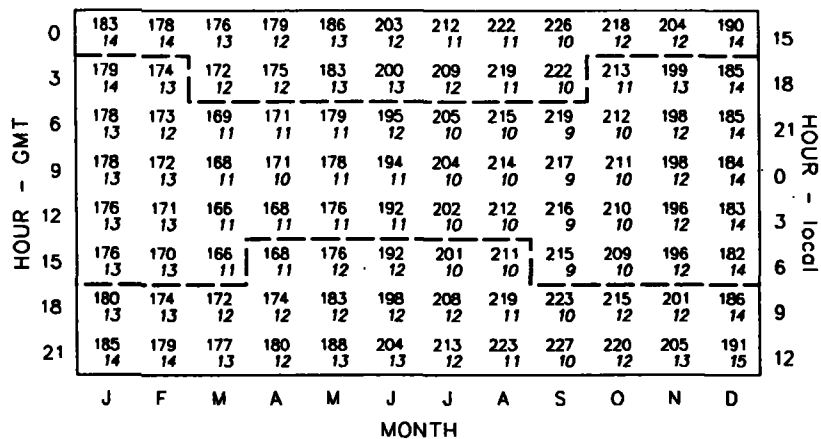 0 183 178 176 179 186 203 212 222 226 218 204 190 15
14 14 13 12 13 12 11 11 10 12 12 14
3 179 174 172 175 183 200 209 219 222 213 199 185 18
14 13 12 12 13 13 12 11 10 11 13 14
6 178 173 169 171 179 195 205 215 219 212 198 185 21
13 12 11 11 11 12 10 10 9 10 12 14
9 178 172 168 171 178 194 204 214 217 211 198 184 0
13 13 11 10 11 11 10 10 9 10 12 14
12 176 171 166 168 176 192 202 212 216 210 196 183 3
13 13 11 11 11 11 10 10 9 10 12 14
15 176 170 166 168 176 192 201 211 215 209 196 182 6
13 13 11 11 12 12 10 10 9 10 12 14
18 180 174 172 174 183 198 208 219 223 215 201 186 9
13 13 12 12 12 12 12 11 10 12 12 14
21 185 179 177 180 188 204 213 223 227 220 205 191 12
14 14 13 12 13 13 12 11 10 12 13 15
J F M A M J J A S O N D
MONTH
HOUR - GMT
HOUR - local